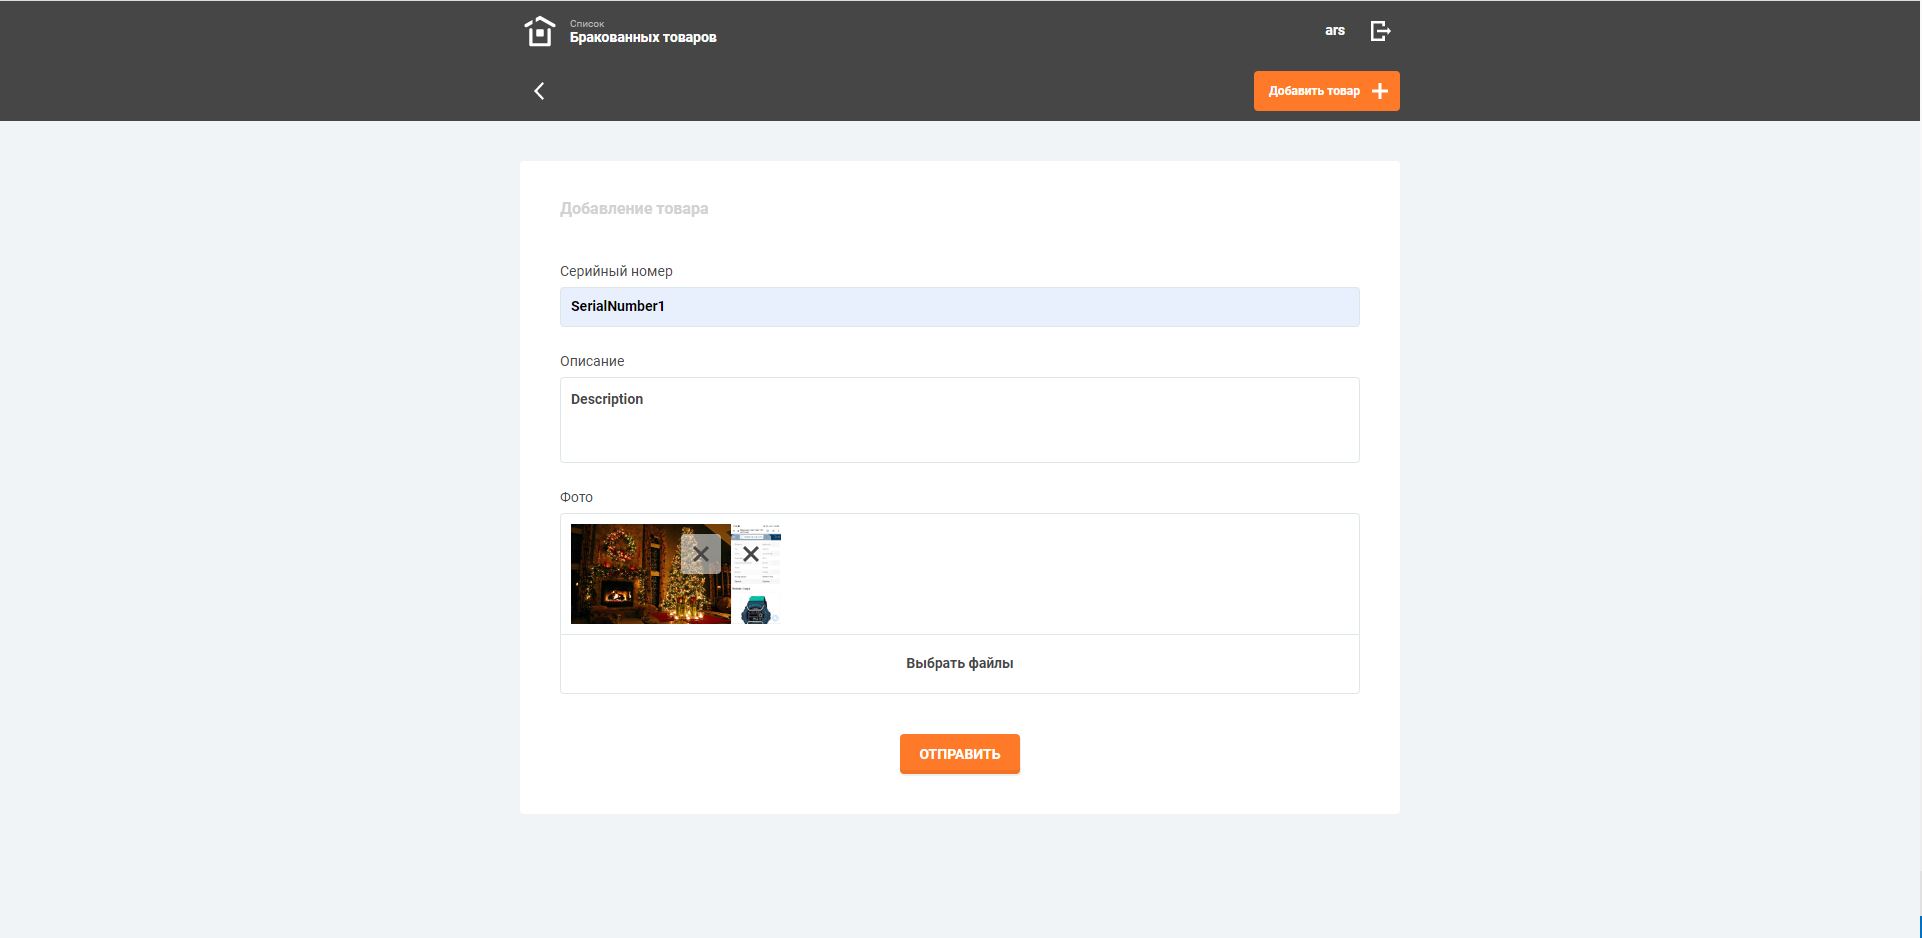 Список
Бракованных товаров
ars
Добавить товар
Добавление товара
Серийный номер
SerialNumber1
Описание
Description
Фото
Выбрать файлы
ОТПРАВИТЬ